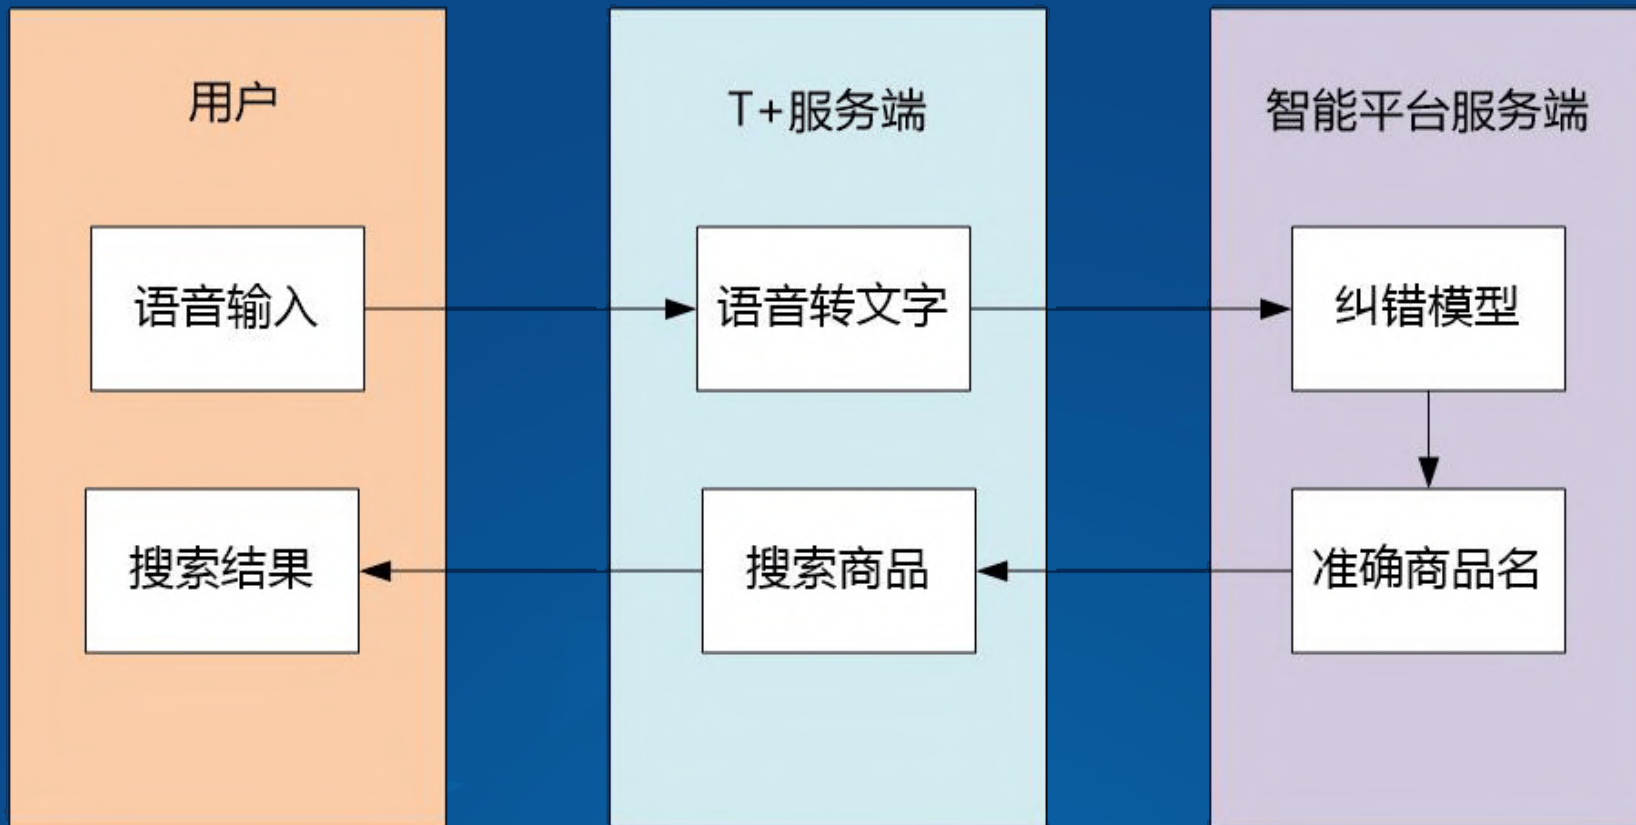 用户
T+服务端
智能平台服务端
语音输入
语音转文字
纠错模型
搜索结果
搜索商品
准确商品名